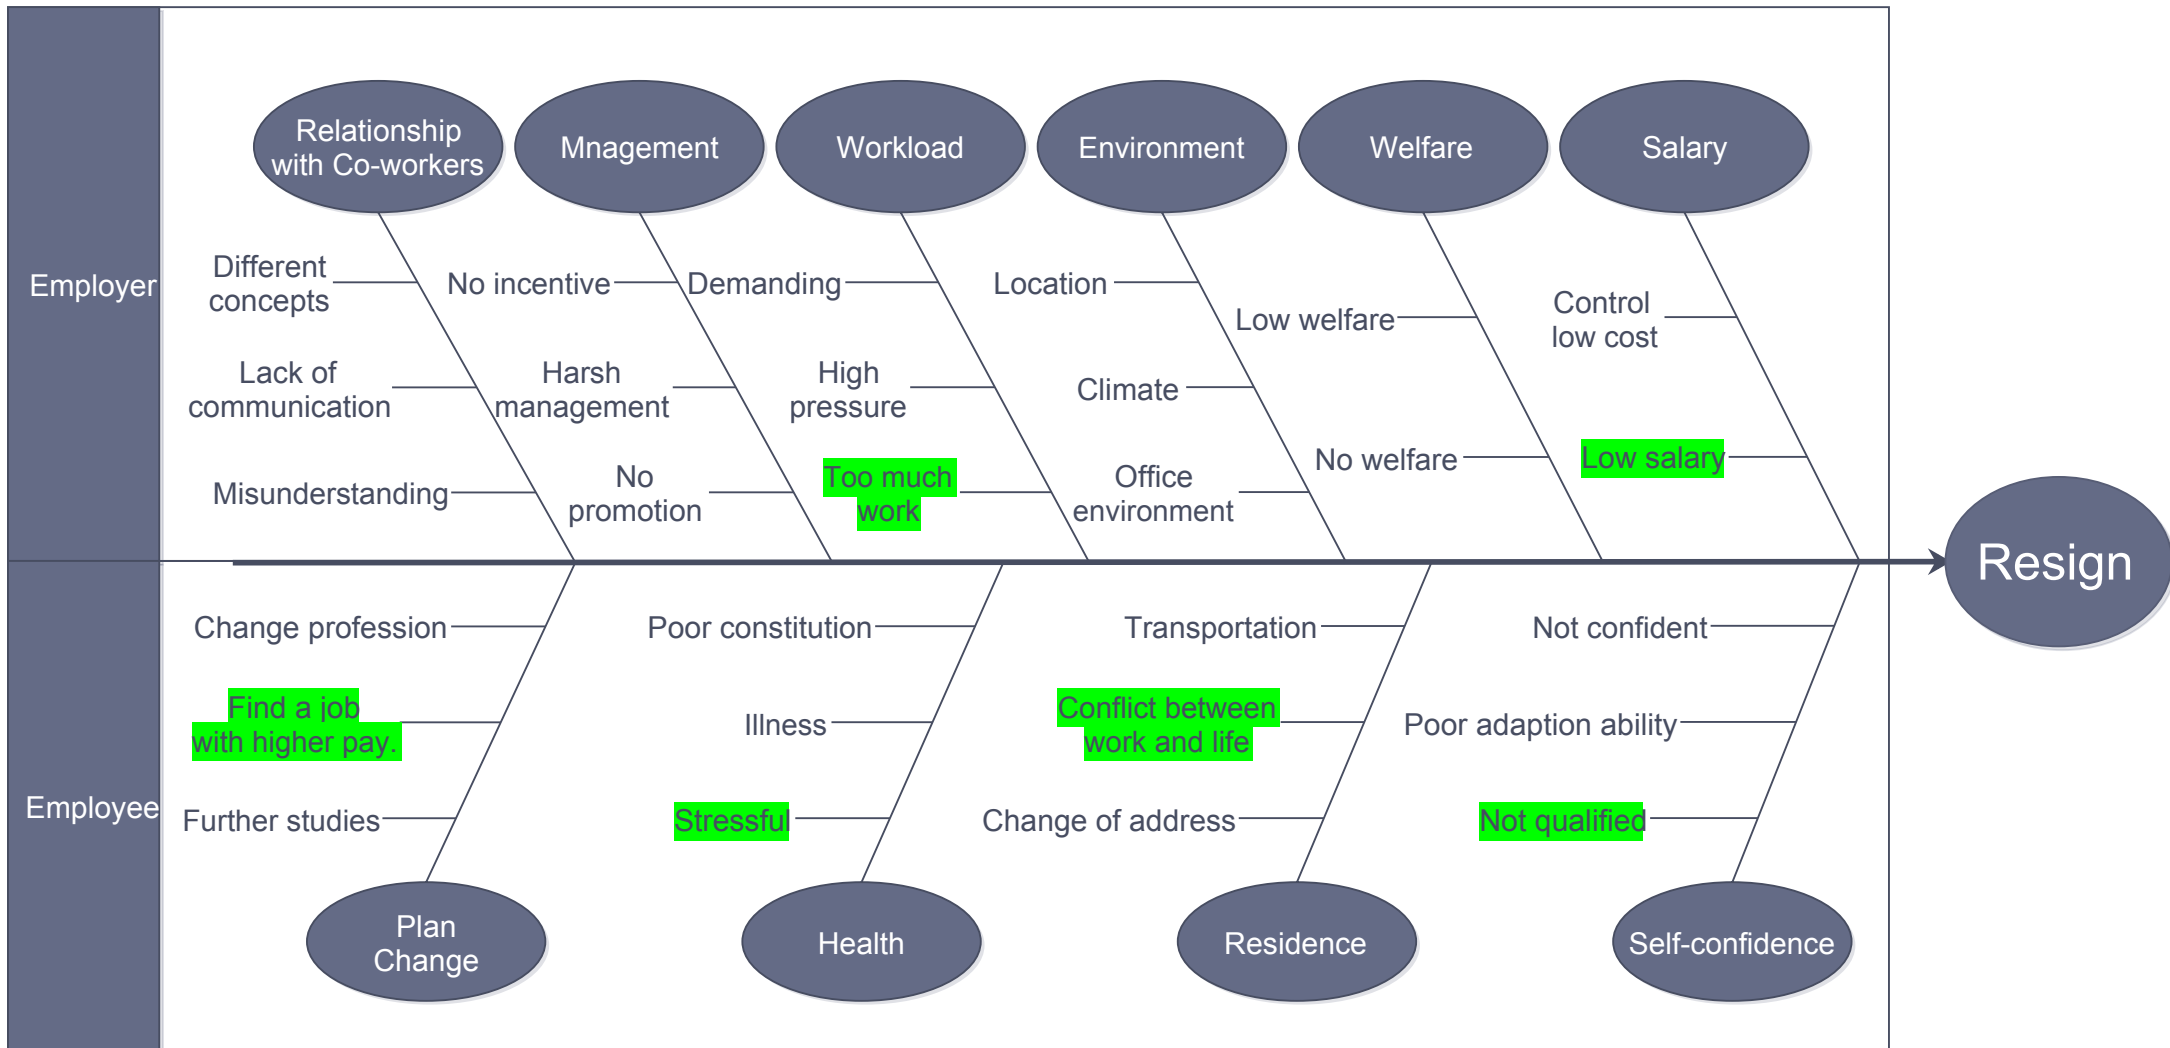 Relationship
with Co-workers
Mnagement
Workload
Environment
Welfare
Salary
Employer
Different
concepts
No incentive
Demanding
Location
Low welfare
Control
low cost
Lack of
communication
Harsh
management
High
pressure
Climate
Misunderstanding
No
promotion
Too much
work
Office
environment
No welfare
Low salary
Resign
Employee
Change profession
Poor constitution
Transportation
Not confident
Find a job
with higher pay.
Illness
Conflict between
work and life
Poor adaption ability
Further studies
Stressful
Change of address
Not qualified
Plan
Change
Health
Residence
Self-confidence